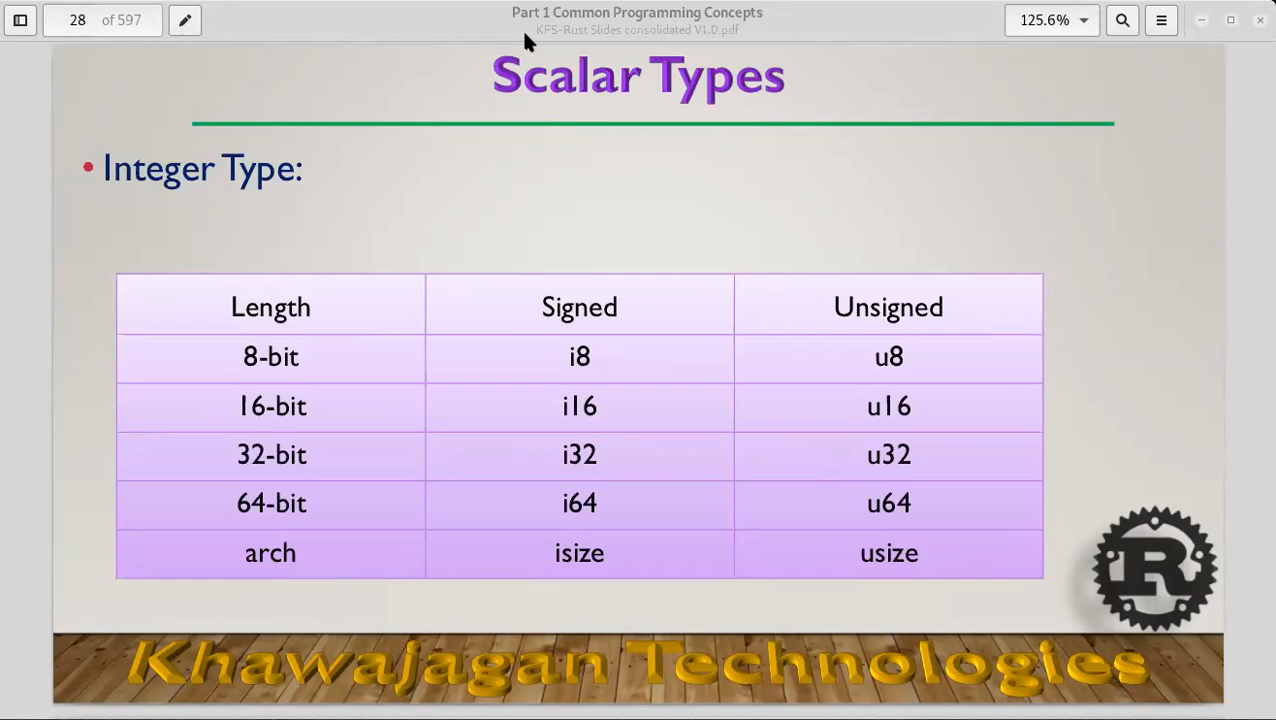 28 of 597
Part 1 Common Programming Concepts
KFS-Rust Slides consolidated V1.0.pdf
125.6%
Scalar Types
• Integer Type:
Length Signed Unsigned
8-bit i8 u8
16-bit i16 u16
32-bit i32 u32
64-bit i64 u64
arch isize usize
R
Khawajagan Technologies